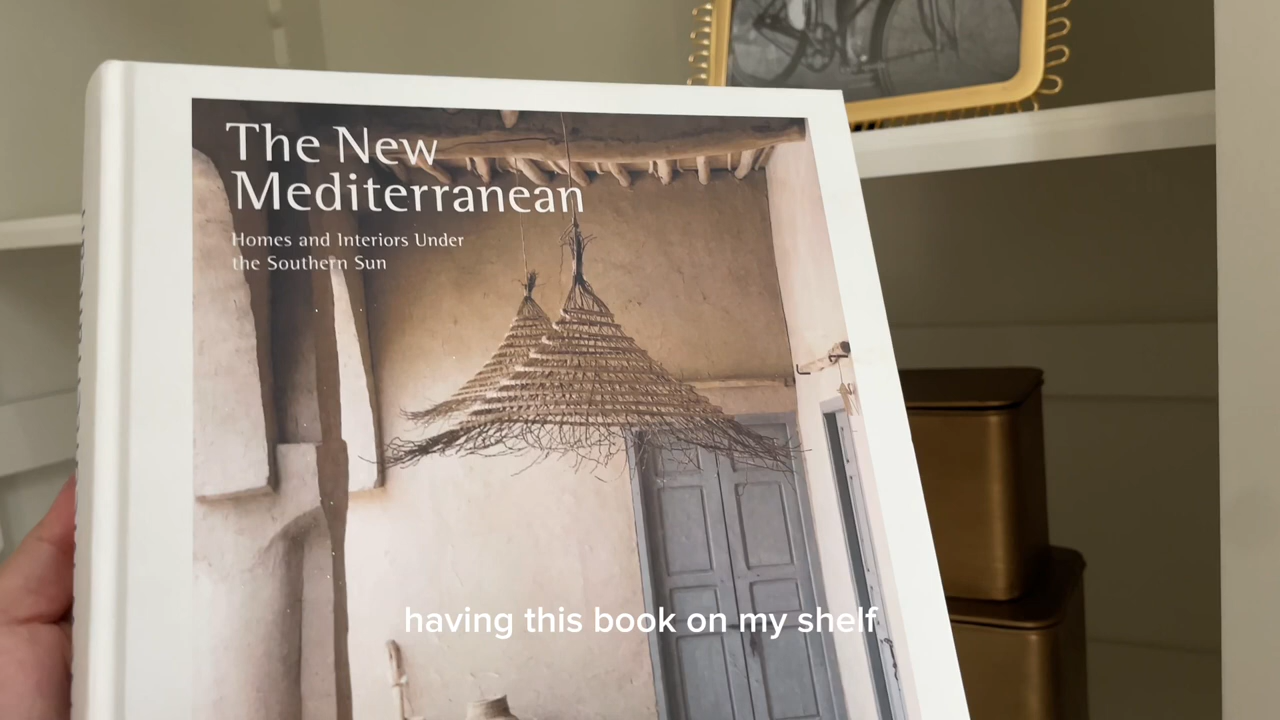 The New
Mediterranean
Homes and Interiors Under
the Southern Sun
having this book on my shelf